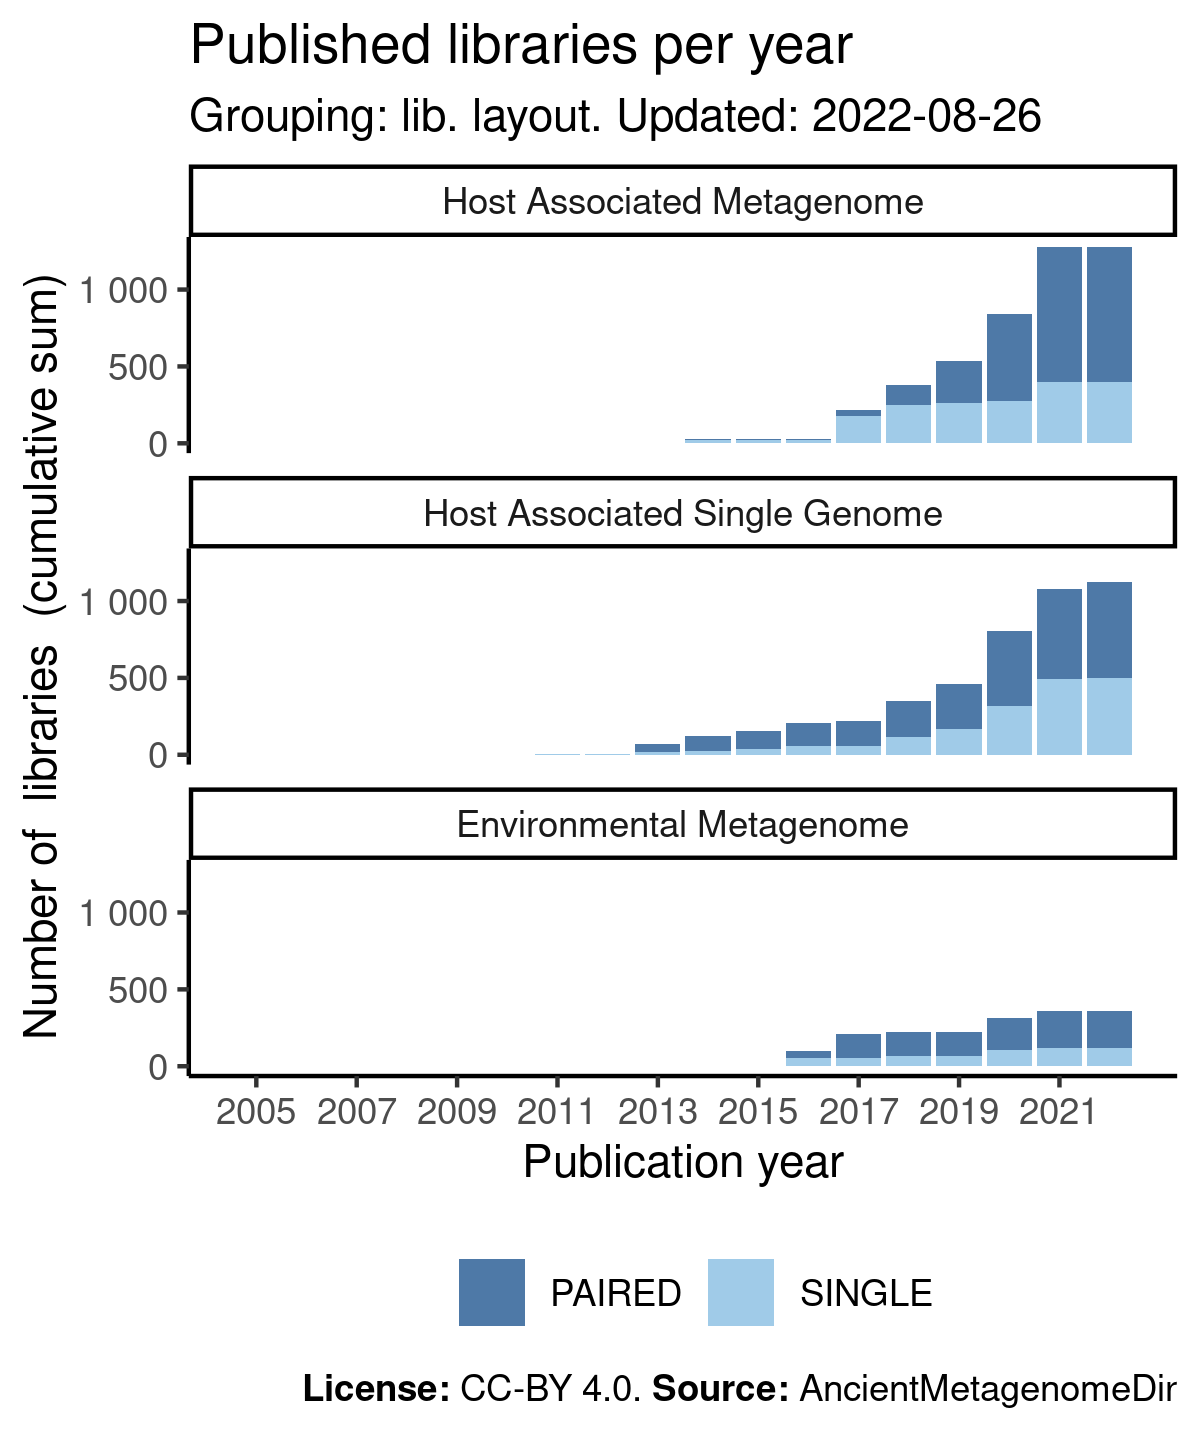 Published libraries per year
Grouping: lib. layout. Updated: 2022-08-26
Number of libraries (cumulative sum)
Host Associated Metagenome
1 000
500
0
Host Associated Single Genome
1 000
500
0
Environmental Metagenome
1 000
500
0
2005 2007 2009 2011 2013 2015 2017 2019 2021
Publication year
PAIRED SINGLE
License: CC-BY 4.0. Source: AncientMetagenomeDir